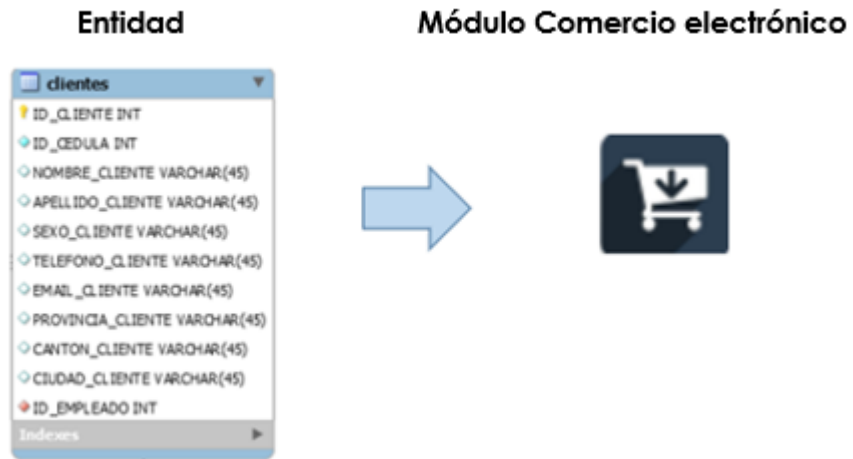 Entidad
Módulo Comercio electrónico
clientes
ID_CLIENTE INT
ID_CEDULA INT
NOMBRE_CLIENTE VARCHAR(45)
APELLIDO_CLIENTE VARCHAR(45)
SEXO_CLIENTE VARCHAR(45)
TELEFONO_CLIENTE VARCHAR(45)
EMAIL_CLIENTE VARCHAR(45)
PROVINCIA_CLIENTE VARCHAR(45)
CANTON_CLIENTE VARCHAR(45)
CIUDAD_CLIENTE VARCHAR(45)
ID_EMPLEADO INT
Indexes